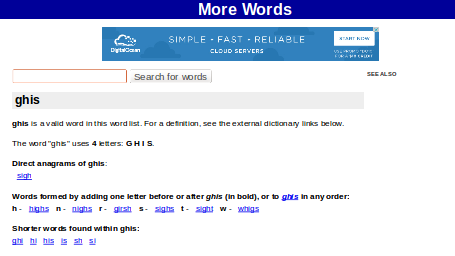 More Words
DigitalOcean
SIMPLE · FAST · RELIABLE
CLOUD SERVERS
START NOW
Search for words
SEE ALSO
ghis
ghis is a valid word in this word list. For a definition, see the external dictionary links below.
The word "ghis" uses 4 letters: G H I S.
Direct anagrams of ghis:
sigh
Words formed by adding one letter before or after ghis (in bold), or to ghis in any order:
h - highs n - nighs r - girsh s - sighs t - sight w - whigs
Shorter words found within ghis:
ghi hi his is sh si